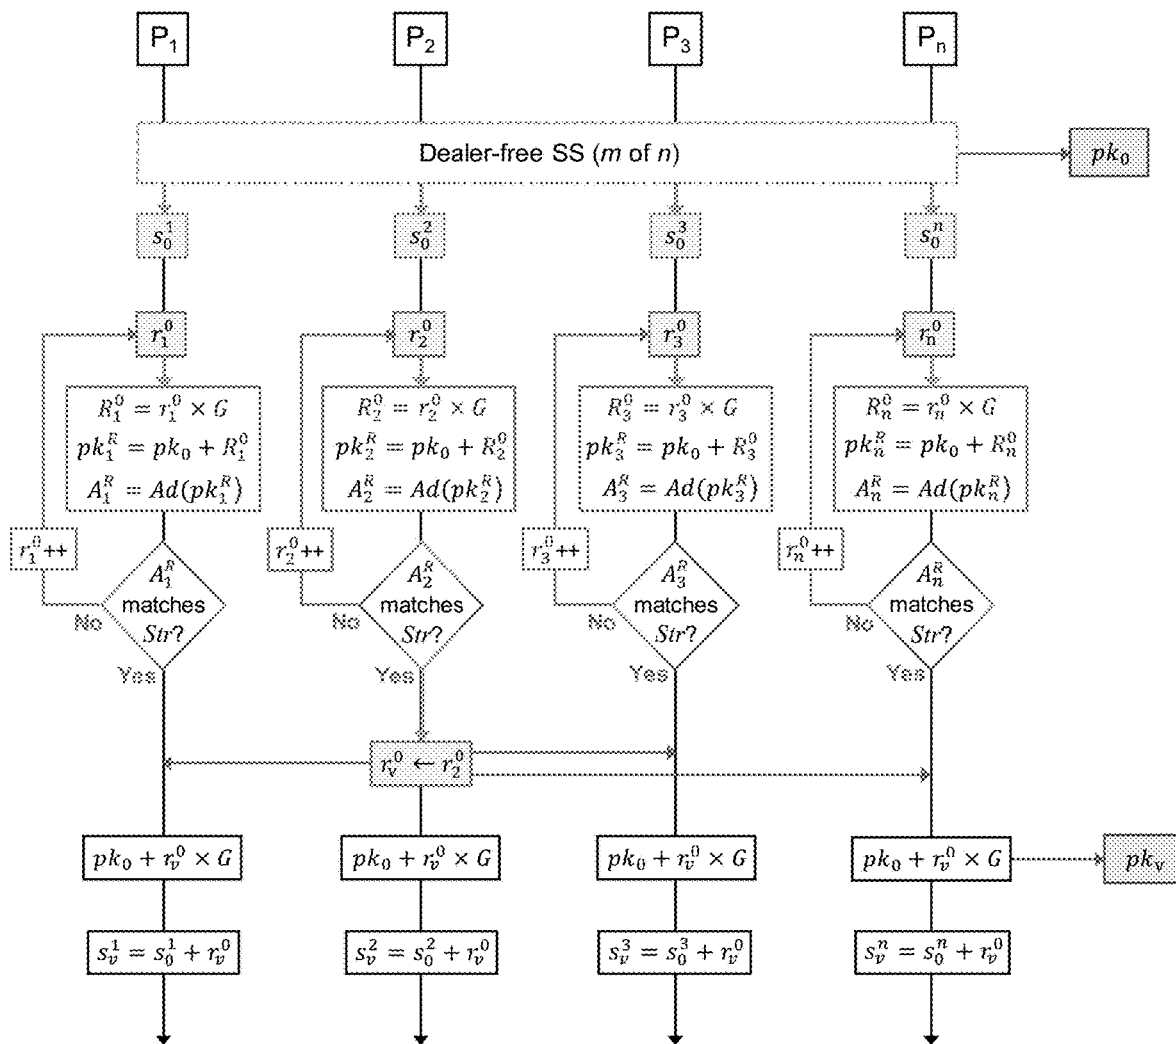 P₁ P₂ P₃ Pₙ
Dealer-free SS (m of n)
pk₀
s₀¹ s₀² s₀³ s₀ⁿ
r₁⁰ r₂⁰ r₃⁰ rₙ⁰
R₁⁰ = r₁⁰ × G
pk₁ᴿ = pk₀ + R₁⁰
A₁ᴿ = Ad(pk₁ᴿ)
R₂⁰ = r₂⁰ × G
pk₂ᴿ = pk₀ + R₂⁰
A₂ᴿ = Ad(pk₂ᴿ)
R₃⁰ = r₃⁰ × G
pk₃ᴿ = pk₀ + R₃⁰
A₃ᴿ = Ad(pk₃ᴿ)
Rₙ⁰ = rₙ⁰ × G
pkₙᴿ = pk₀ + Rₙ⁰
Aₙᴿ = Ad(pkₙᴿ)
r₁⁰++ r₂⁰++ r₃⁰++ rₙ⁰++
A₁ᴿ
matches
Str?
No
Yes
A₂ᴿ
matches
Str?
No
Yes
A₃ᴿ
matches
Str?
No
Yes
Aₙᴿ
matches
Str?
No
Yes
rᵥ⁰ ← r₂⁰
pk₀ + rᵥ⁰ × G pk₀ + rᵥ⁰ × G pk₀ + rᵥ⁰ × G pk₀ + rᵥ⁰ × G
pkᵥ
sᵥ¹ = s₀¹ + rᵥ⁰ sᵥ² = s₀² + rᵥ⁰ sᵥ³ = s₀³ + rᵥ⁰ sᵥⁿ = s₀ⁿ + rᵥ⁰